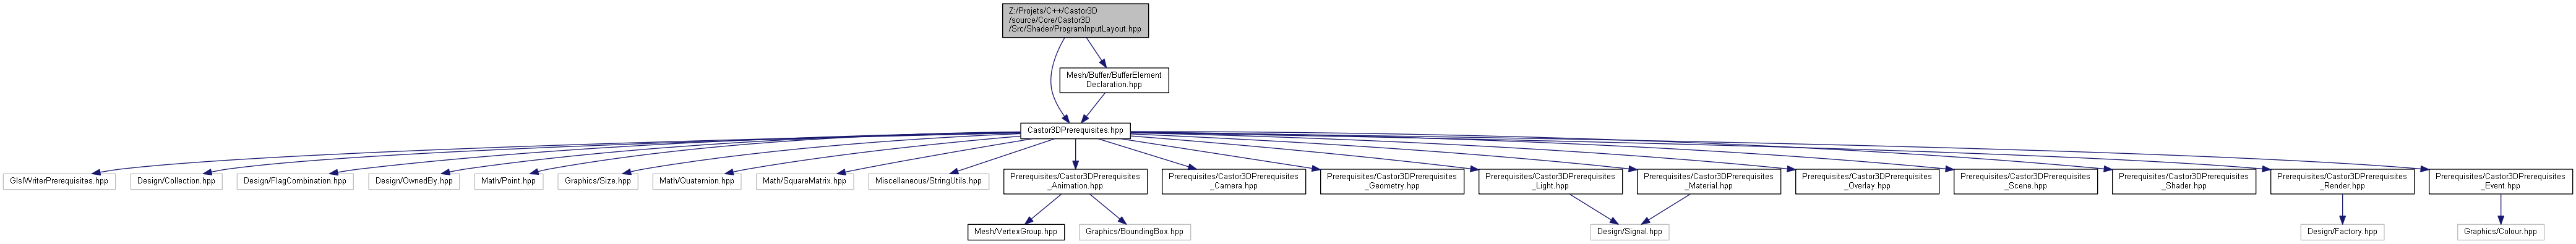 Z:/Projets/C++/Castor3D
/source/Core/Castor3D
/Src/Shader/ProgramInputLayout.hpp
Mesh/Buffer/BufferElement
Declaration.hpp
Castor3DPrerequisites.hpp
GlslWriterPrerequisites.hpp
Design/Collection.hpp
Design/FlagCombination.hpp
Design/OwnedBy.hpp
Math/Point.hpp
Graphics/Size.hpp
Math/Quaternion.hpp
Math/SquareMatrix.hpp
Miscellaneous/StringUtils.hpp
Prerequisites/Castor3DPrerequisites
_Animation.hpp
Prerequisites/Castor3DPrerequisites
_Camera.hpp
Prerequisites/Castor3DPrerequisites
_Geometry.hpp
Prerequisites/Castor3DPrerequisites
_Light.hpp
Prerequisites/Castor3DPrerequisites
_Material.hpp
Prerequisites/Castor3DPrerequisites
_Overlay.hpp
Prerequisites/Castor3DPrerequisites
_Scene.hpp
Prerequisites/Castor3DPrerequisites
_Shader.hpp
Prerequisites/Castor3DPrerequisites
_Render.hpp
Prerequisites/Castor3DPrerequisites
_Event.hpp
Mesh/VertexGroup.hpp
Graphics/BoundingBox.hpp
Design/Signal.hpp
Design/Factory.hpp
Graphics/Colour.hpp